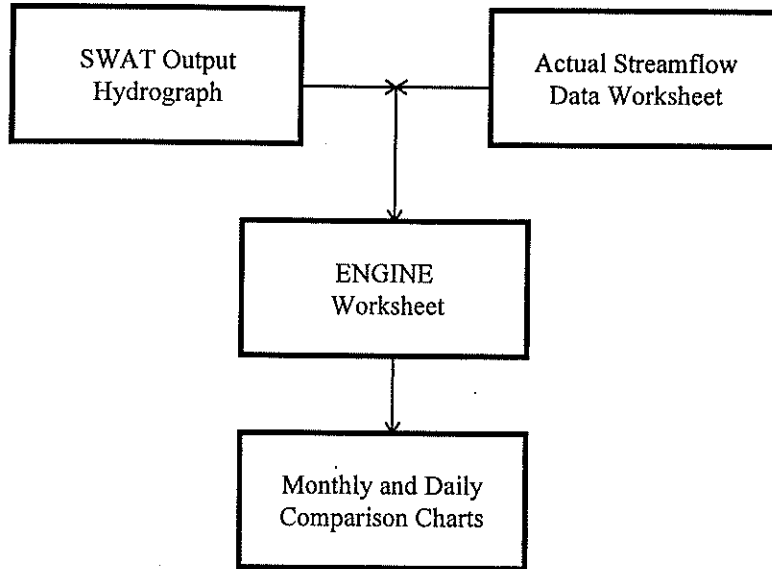 SWAT Output
Hydrograph
Actual Streamflow
Data Worksheet
ENGINE
Worksheet
Monthly and Daily
Comparison Charts